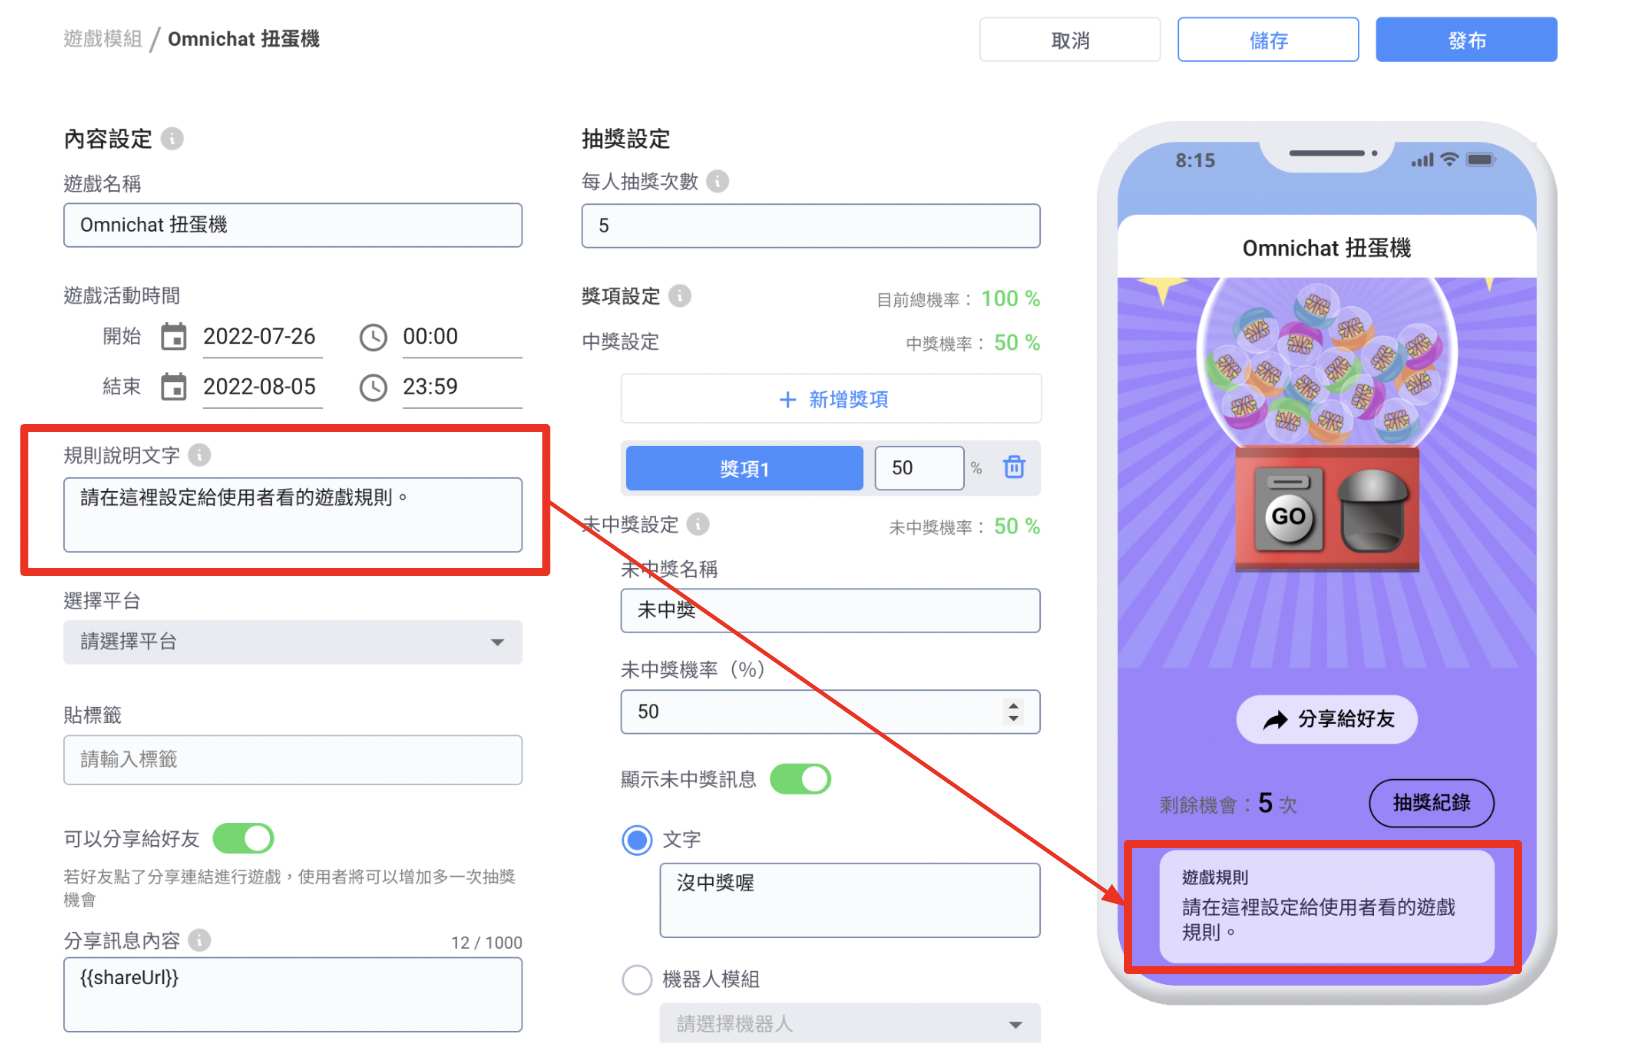 遊戲模組 / Omnichat 扭蛋機
取消
儲存
發布
內容設定
遊戲名稱
Omnichat 扭蛋機
遊戲活動時間
開始 2022-07-26 00:00
結束 2022-08-05 23:59
規則說明文字
請在這裡設定給使用者看的遊戲規則。
選擇平台
請選擇平台
貼標籤
請輸入標籤
可以分享給好友
若好友點了分享連結進行遊戲，使用者將可以增加多一次抽獎
機會
分享訊息內容 12 / 1000
{{shareUrl}}
抽獎設定
每人抽獎次數
5
獎項設定 目前總機率： 100 %
中獎設定 中獎機率： 50 %
+ 新增獎項
獎項1 50 %
未中獎設定 未中獎機率： 50 %
未中獎名稱
未中獎
未中獎機率（%）
50
顯示未中獎訊息
文字
沒中獎喔
機器人模組
請選擇機器人
8:15
Omnichat 扭蛋機
GO
分享給好友
剩餘機會：5 次
抽獎紀錄
遊戲規則
請在這裡設定給使用者看的遊戲
規則。